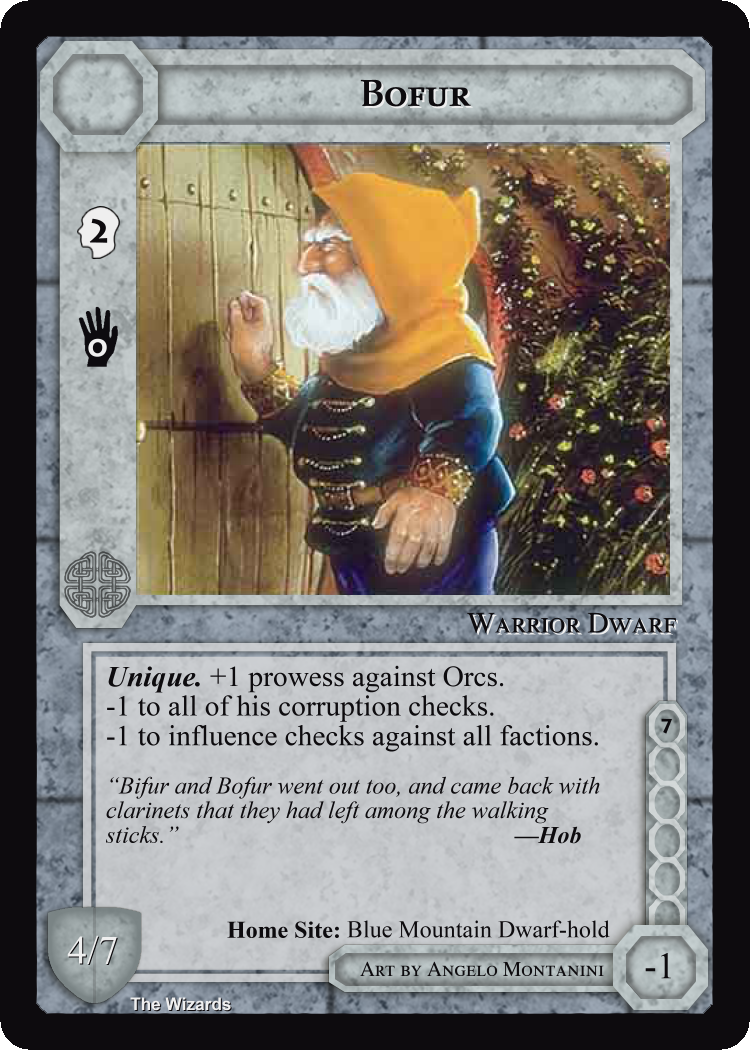 Bofur
2
0
Warrior Dwarf
Unique. +1 prowess against Orcs.
-1 to all of his corruption checks.
-1 to influence checks against all factions.
7
“Bifur and Bofur went out too, and came back with
clarinets that they had left among the walking
sticks.” —Hob
Home Site: Blue Mountain Dwarf-hold
4/7
Art by Angelo Montanini
-1
The Wizards